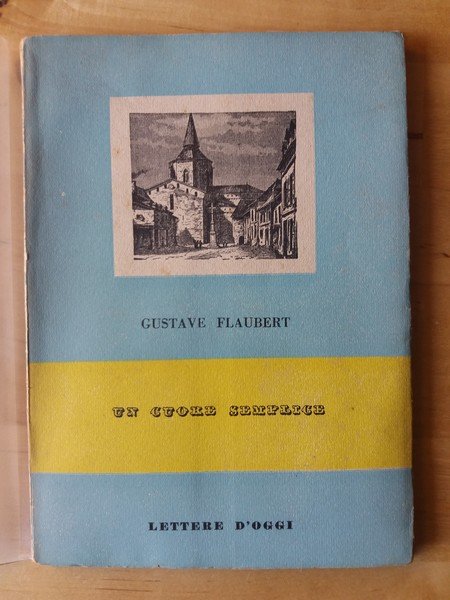 GUSTAVE FLAUBERT
UN CUORE SEMPLICE
LETTERE D'OGGI